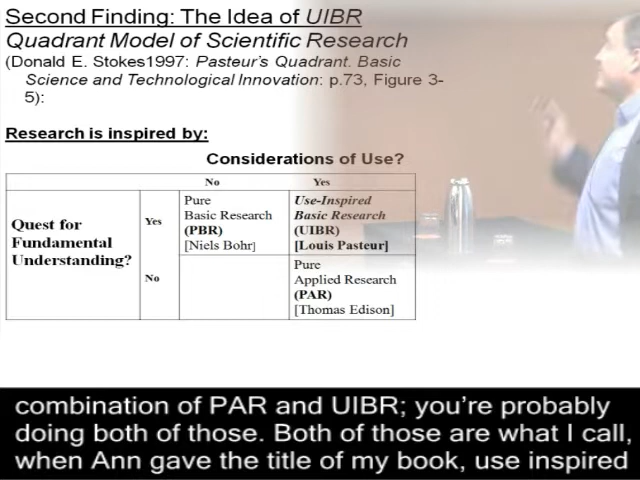 Second Finding: The Idea of UIBR
Quadrant Model of Scientific Research
(Donald E. Stokes1997: Pasteur's Quadrant. Basic
Science and Technological Innovation: p.73, Figure 3-
5):
Research is inspired by:
Considerations of Use?
No Yes
Quest for
Fundamental
Understanding?
Yes
Pure
Basic Research
(PBR)
[Niels Bohr]
Use-Inspired
Basic Research
(UIBR)
[Louis Pasteur]
No
Pure
Applied Research
(PAR)
[Thomas Edison]
combination of PAR and UIBR; you're probably
doing both of those. Both of those are what I call,
when Ann gave the title of my book, use inspired